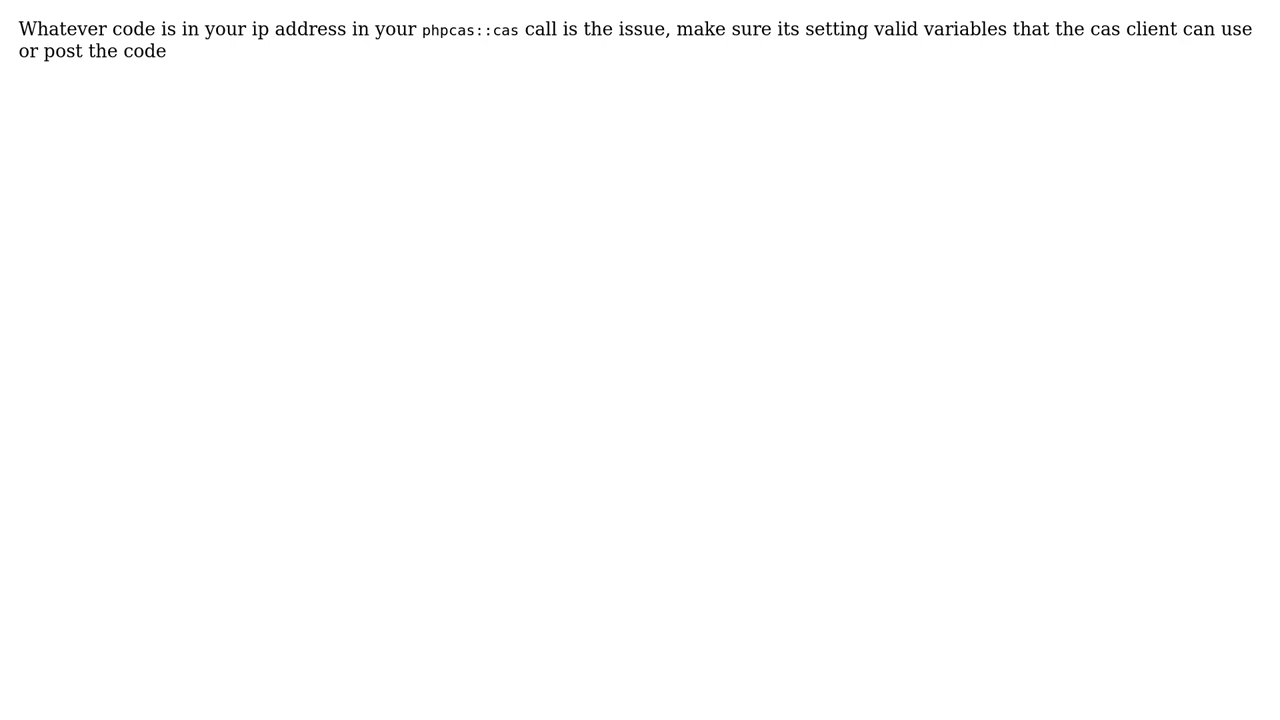 Whatever code is in your ip address in your phpcas::cas call is the issue, make sure its setting valid variables that the cas client can use
or post the code